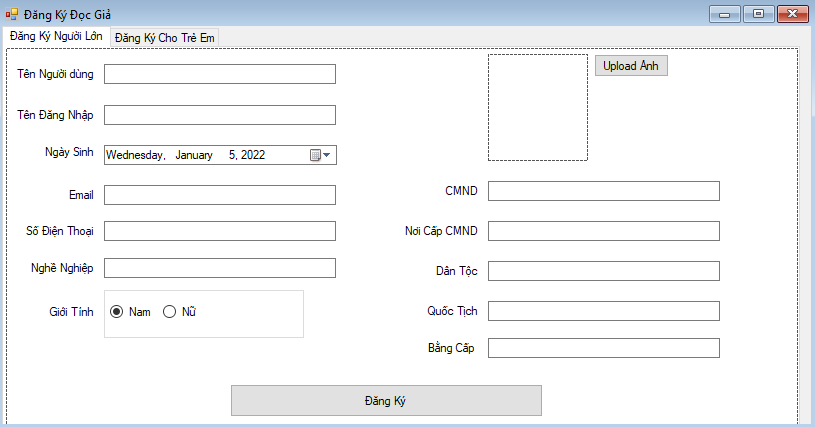 Đăng Ký Đọc Giả
Đăng Ký Người Lớn
Đăng Ký Cho Trẻ Em
Tên Người dùng
Upload Ảnh
Tên Đăng Nhập
Ngày Sinh
Wednesday, January 5, 2022
Email
CMND
Số Điện Thoại
Nơi Cấp CMND
Nghề Nghiệp
Dân Tộc
Giới Tính
Nam
Nữ
Quốc Tịch
Bằng Cấp
Đăng Ký